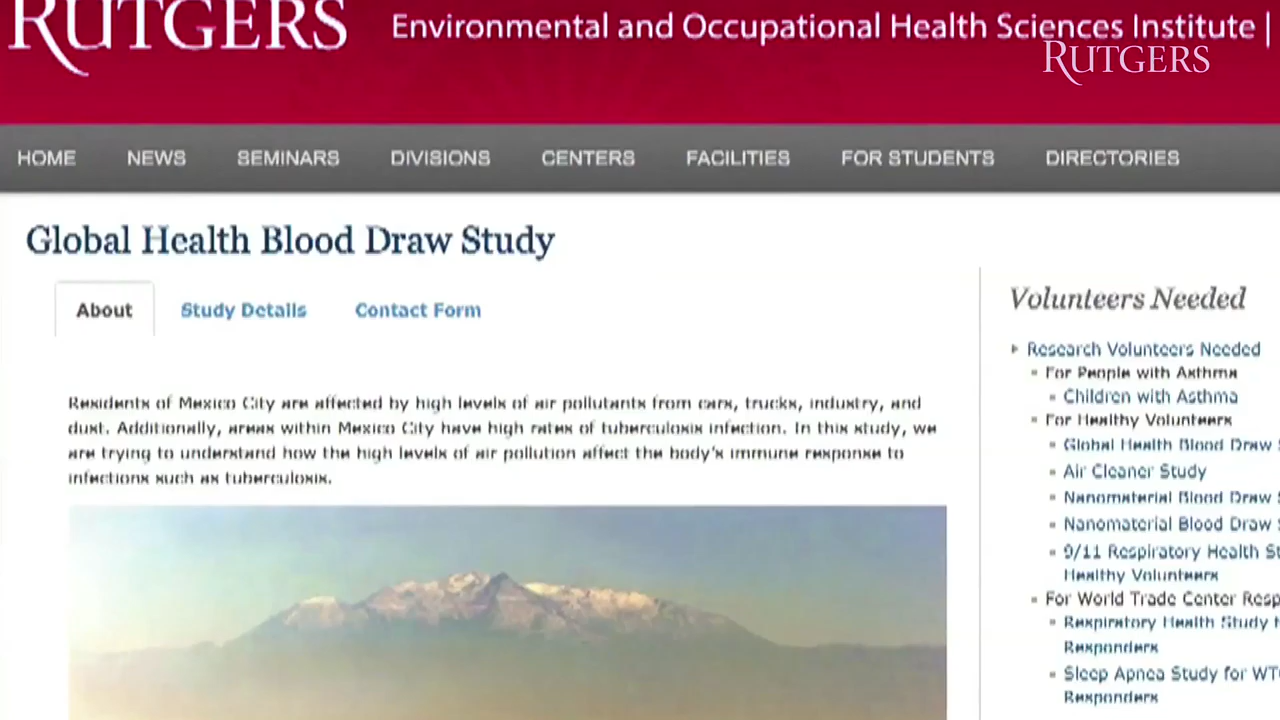 RUTGERS
Environmental and Occupational Health Sciences Institute |
RUTGERS
HOME NEWS SEMINARS DIVISIONS CENTERS FACILITIES FOR STUDENTS DIRECTORIES
Global Health Blood Draw Study
About Study Details Contact Form
Residents of Mexico City are affected by high levels of air pollutants from cars, trucks, industry, and
dust. Additionally, areas within Mexico City have high rates of tuberculosis infection. In this study, we
are trying to understand how the high levels of air pollution affect the body's immune response to
infections such as tuberculosis.
Volunteers Needed
Research Volunteers Needed
For People with Asthma
Children with Asthma
For Healthy Volunteers
Global Health Blood Draw
Air Cleaner Study
Nanomaterial Blood Draw
Nanomaterial Blood Draw
9/11 Respiratory Health St
Healthy Volunteers
For World Trade Center Resp
Respiratory Health Study
Responders
Sleep Apnea Study for WT
Responders